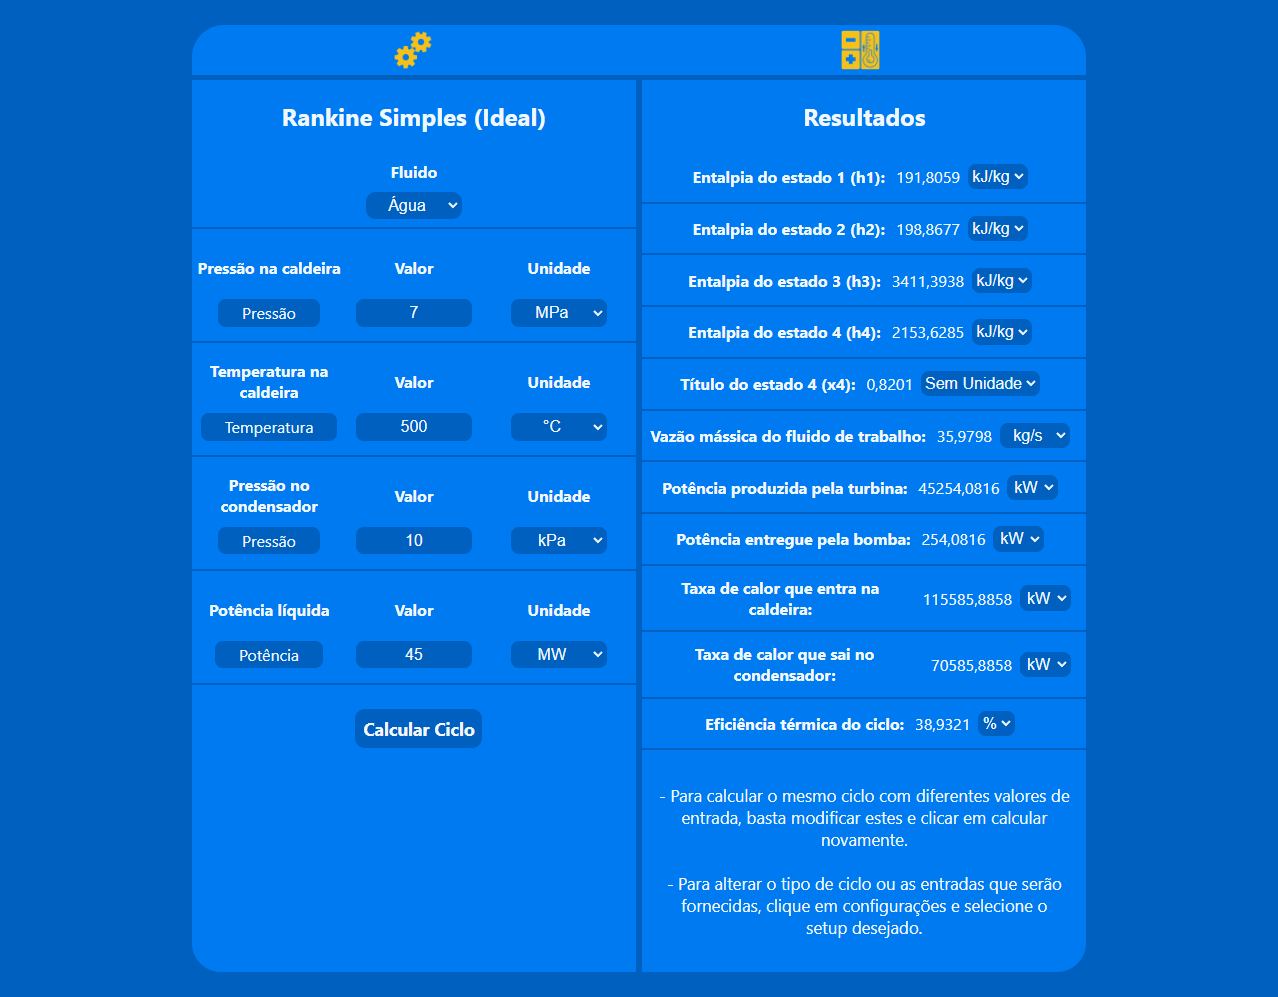 Rankine Simples (Ideal)
Fluido
Água
Pressão na caldeira Valor Unidade
Pressão 7 MPa
Temperatura na
caldeira
Valor Unidade
Temperatura 500 °C
Pressão no
condensador
Valor Unidade
Pressão 10 kPa
Potência líquida Valor Unidade
Potência 45 MW
Calcular Ciclo
Resultados
Entalpia do estado 1 (h1): 191,8059 kJ/kg
Entalpia do estado 2 (h2): 198,8677 kJ/kg
Entalpia do estado 3 (h3): 3411,3938 kJ/kg
Entalpia do estado 4 (h4): 2153,6285 kJ/kg
Título do estado 4 (x4): 0,8201 Sem Unidade
Vazão mássica do fluido de trabalho: 35,9798 kg/s
Potência produzida pela turbina: 45254,0816 kW
Potência entregue pela bomba: 254,0816 kW
Taxa de calor que entra na
caldeira:
115585,8858 kW
Taxa de calor que sai no
condensador:
70585,8858 kW
Eficiência térmica do ciclo: 38,9321 %
- Para calcular o mesmo ciclo com diferentes valores de
entrada, basta modificar estes e clicar em calcular
novamente.
- Para alterar o tipo de ciclo ou as entradas que serão
fornecidas, clique em configurações e selecione o
setup desejado.